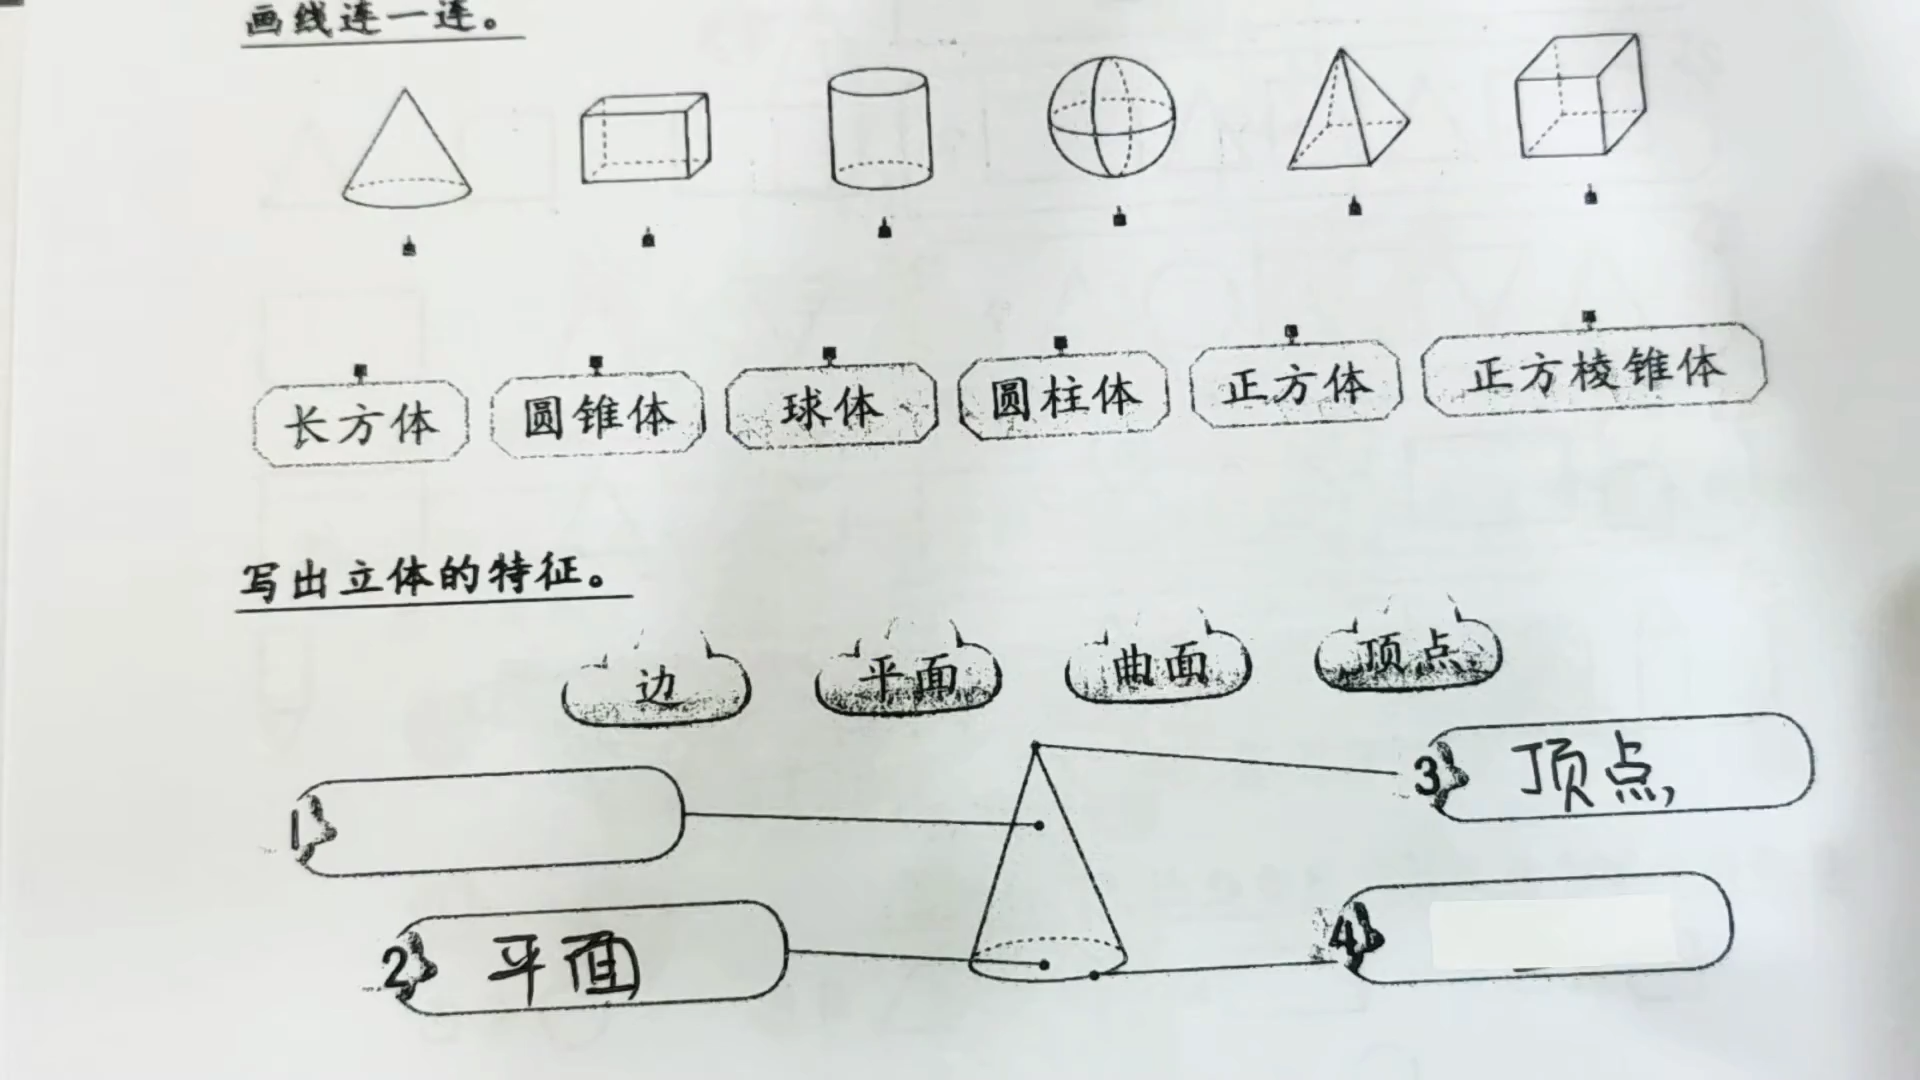 画线连一连。
长方体 圆锥体 球体 圆柱体 正方体 正方棱锥体
写出立体的特征。
边 平面 曲面 顶点
1
3 顶点
2 平面
4